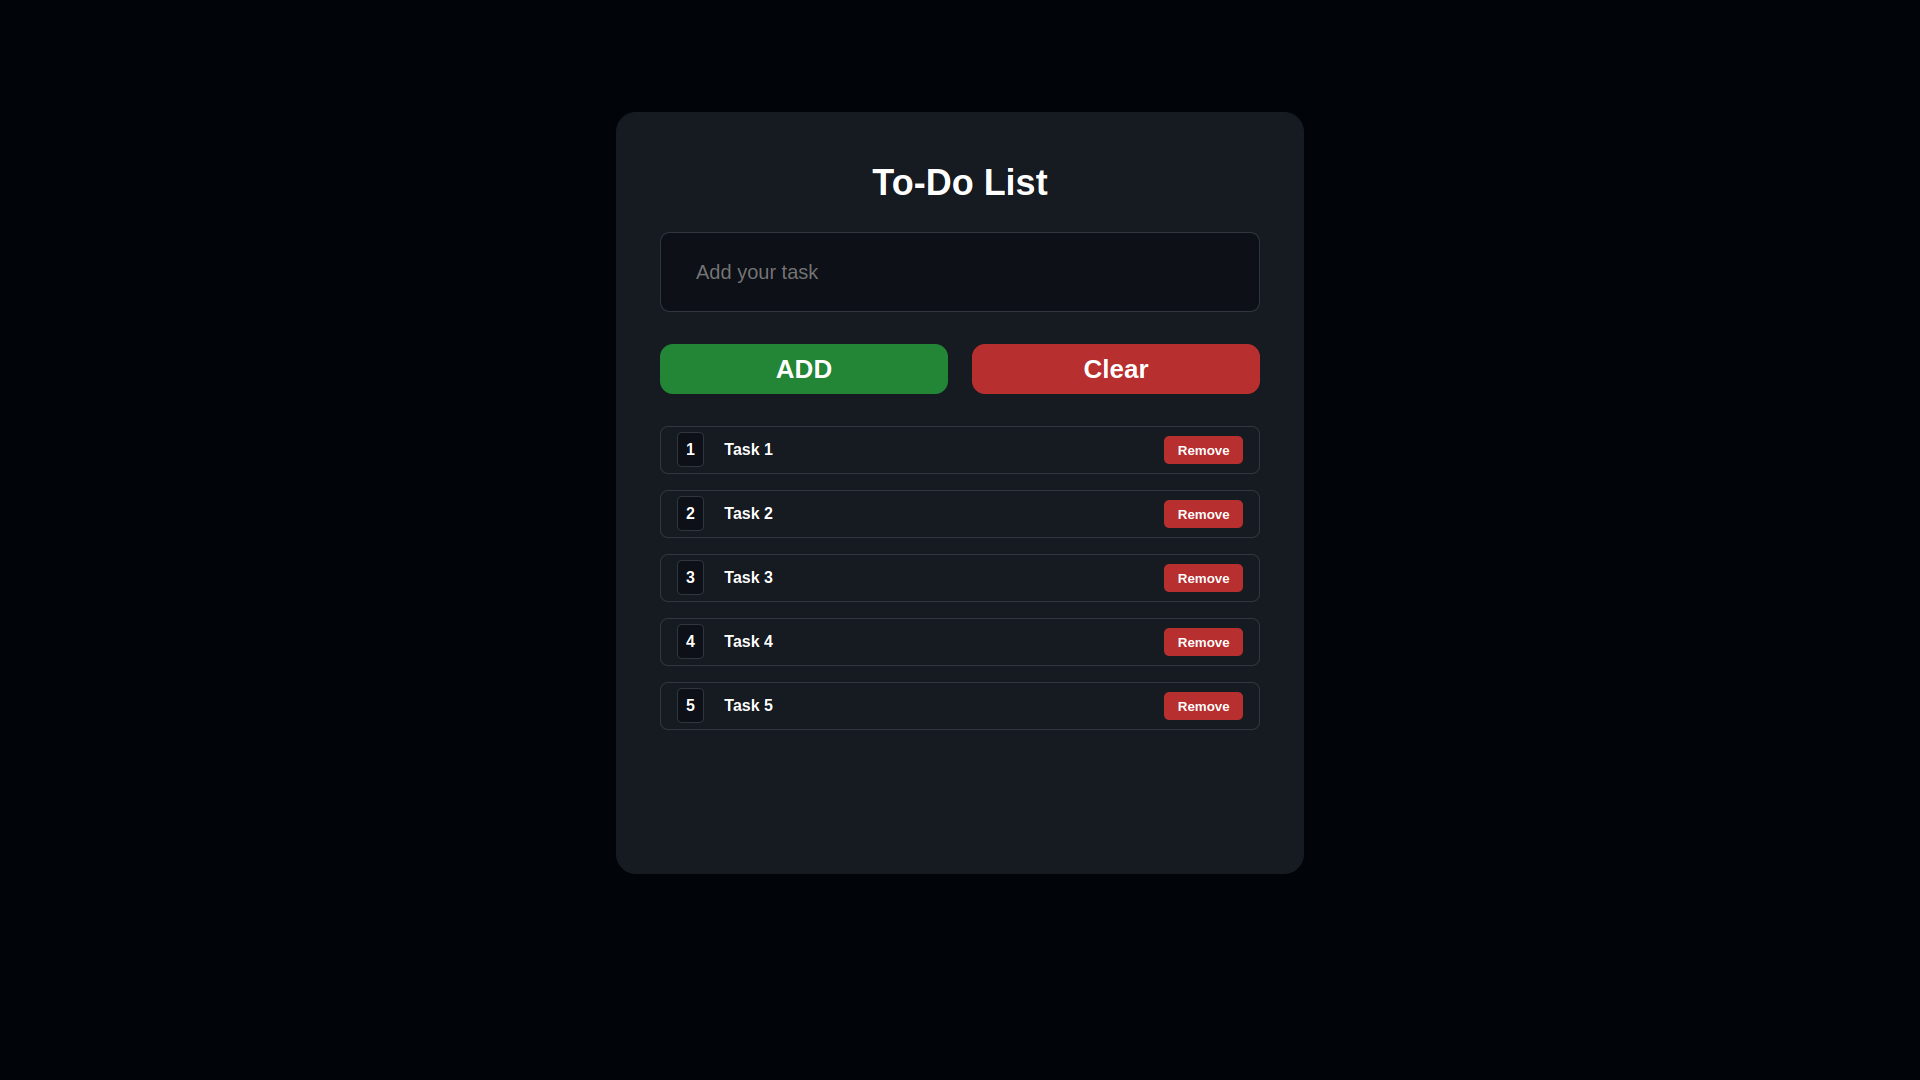 To-Do List
Add your task
ADD Clear
1 Task 1 Remove
2 Task 2 Remove
3 Task 3 Remove
4 Task 4 Remove
5 Task 5 Remove